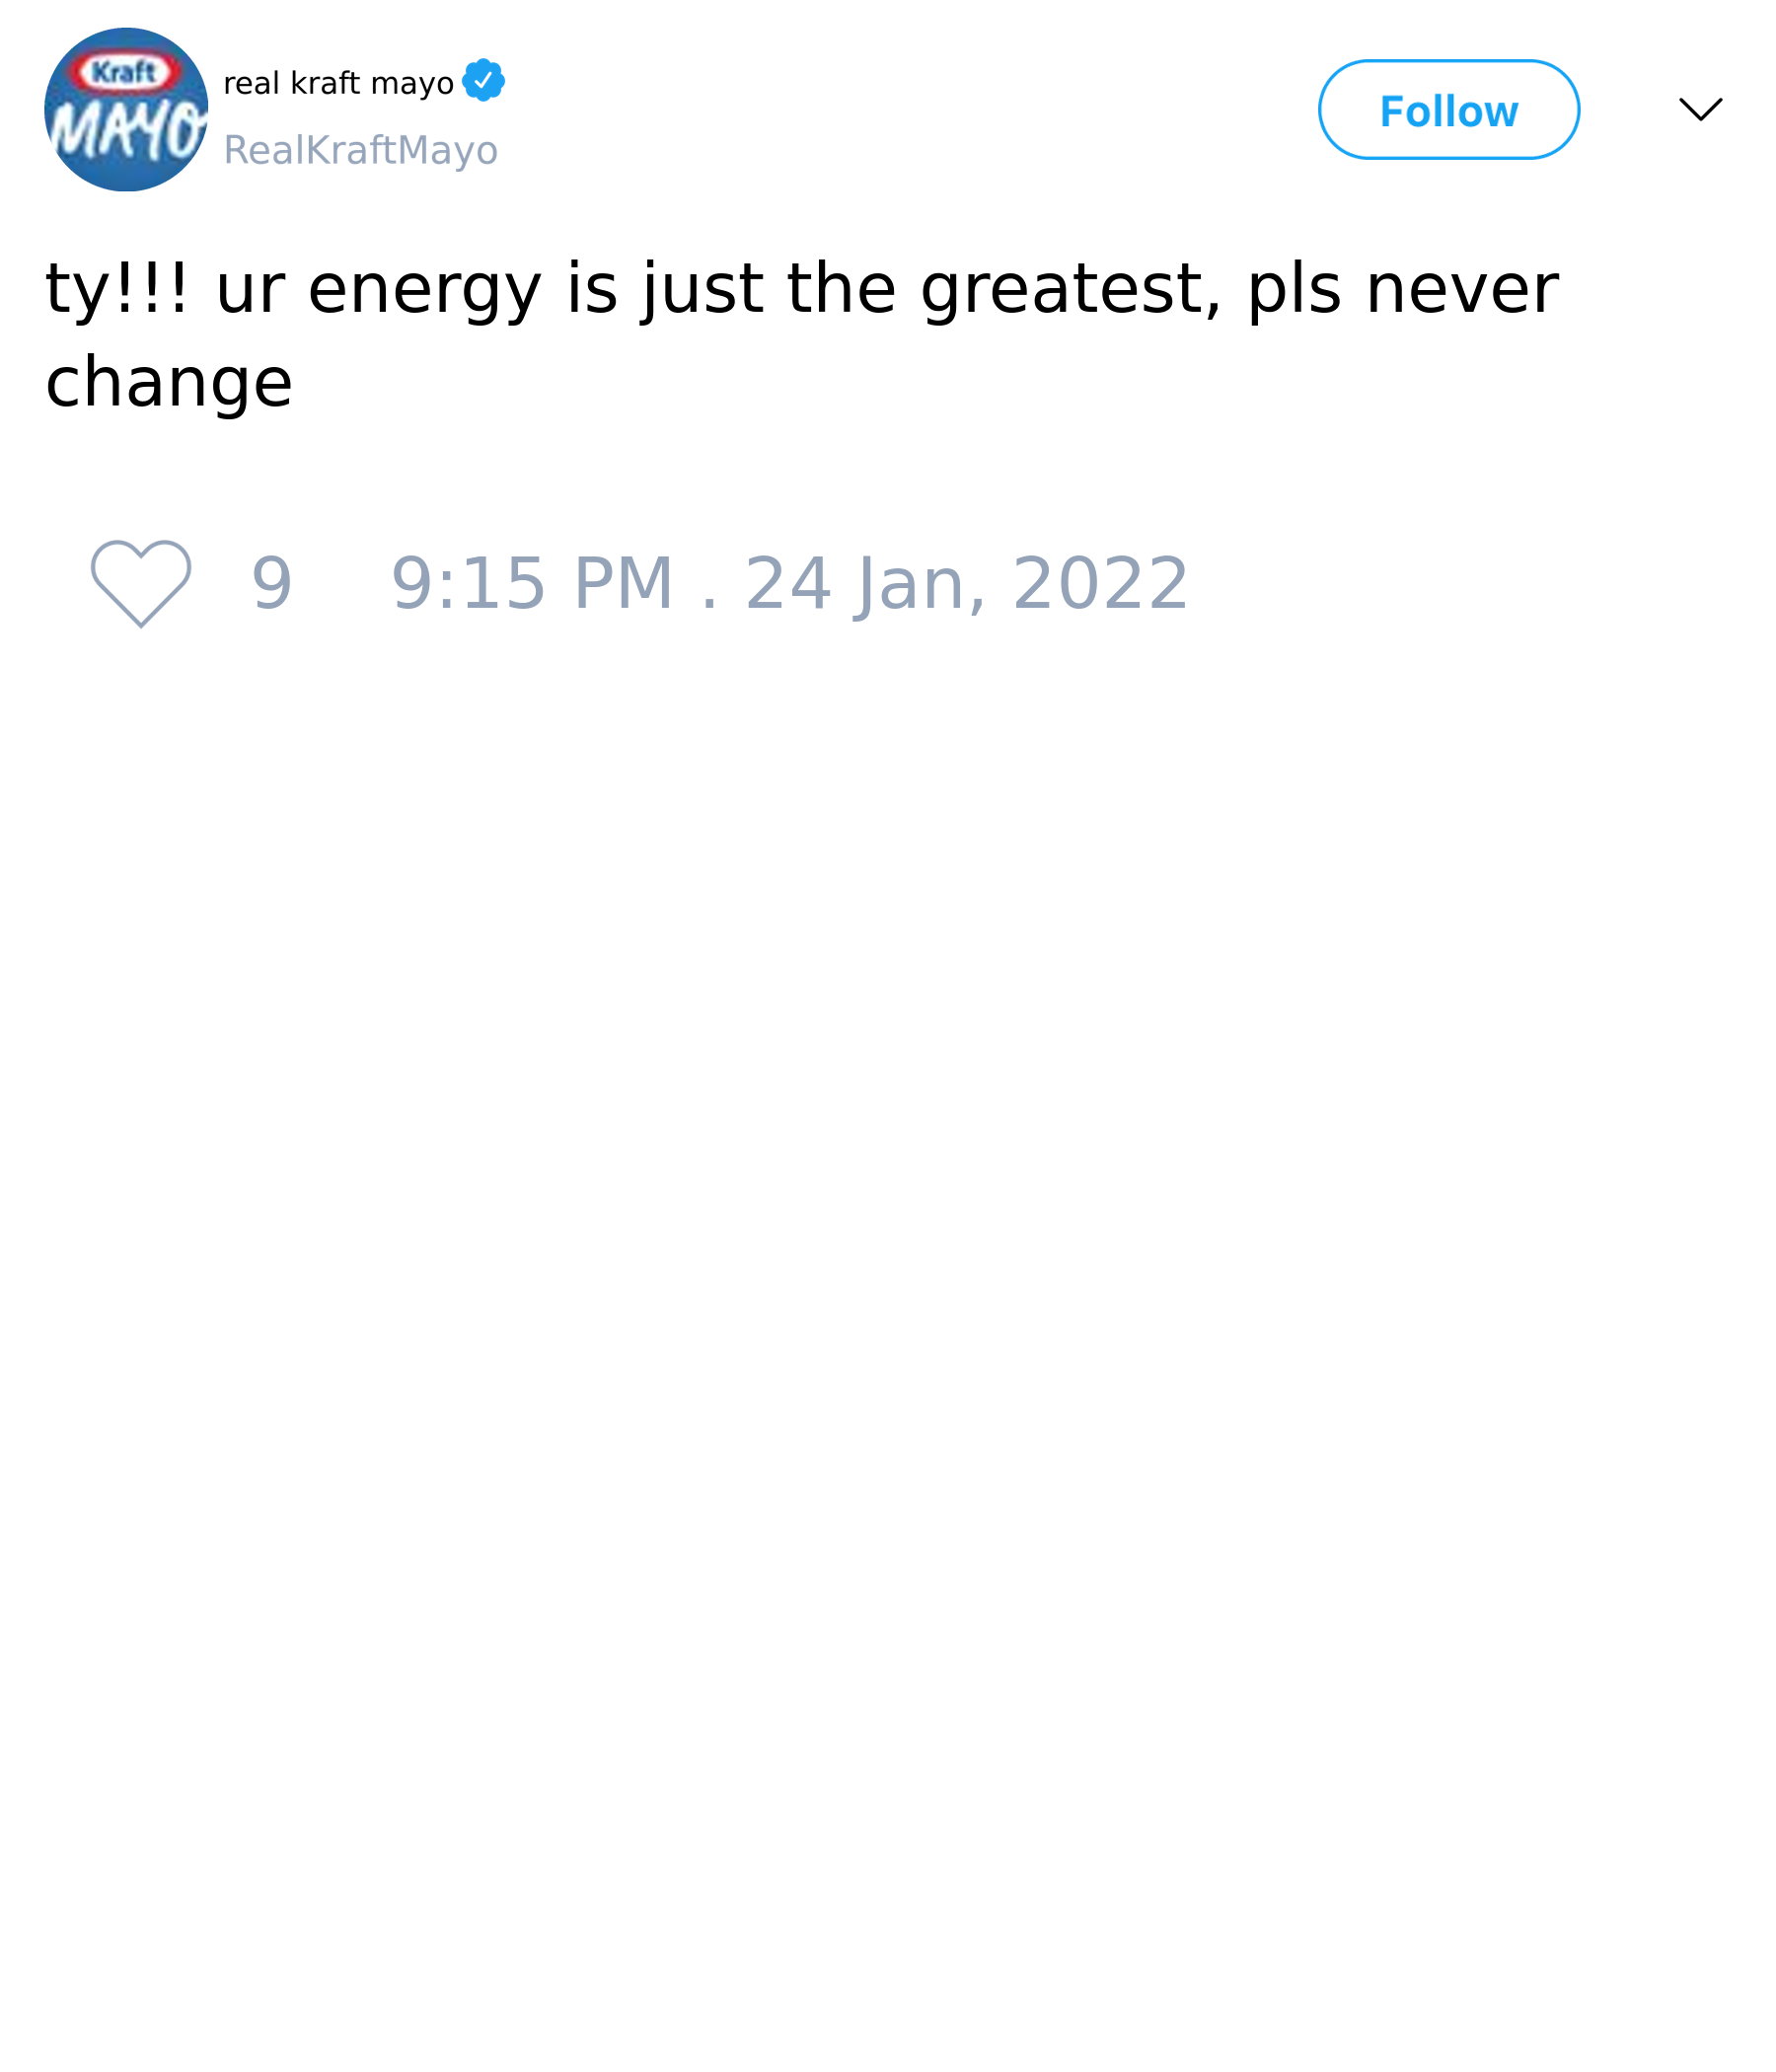 Kraft
MAYO
real kraft mayo
RealKraftMayo
Follow
ty!!! ur energy is just the greatest, pls never
change
9 9:15 PM . 24 Jan, 2022